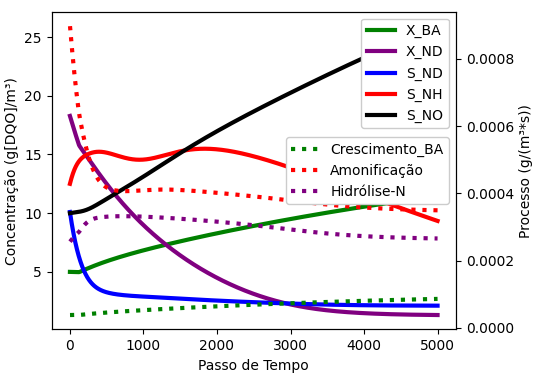 25
20
15
10
5
Concentração (g[DQO]/m³)
X_BA
X_ND
S_ND
S_NH
S_NO
Crescimento_BA
Amonificação
Hidrólise-N
0.0008
0.0006
0.0004
0.0002
0.0000
Processo (g/(m³*s))
0 1000 2000 3000 4000 5000
Passo de Tempo